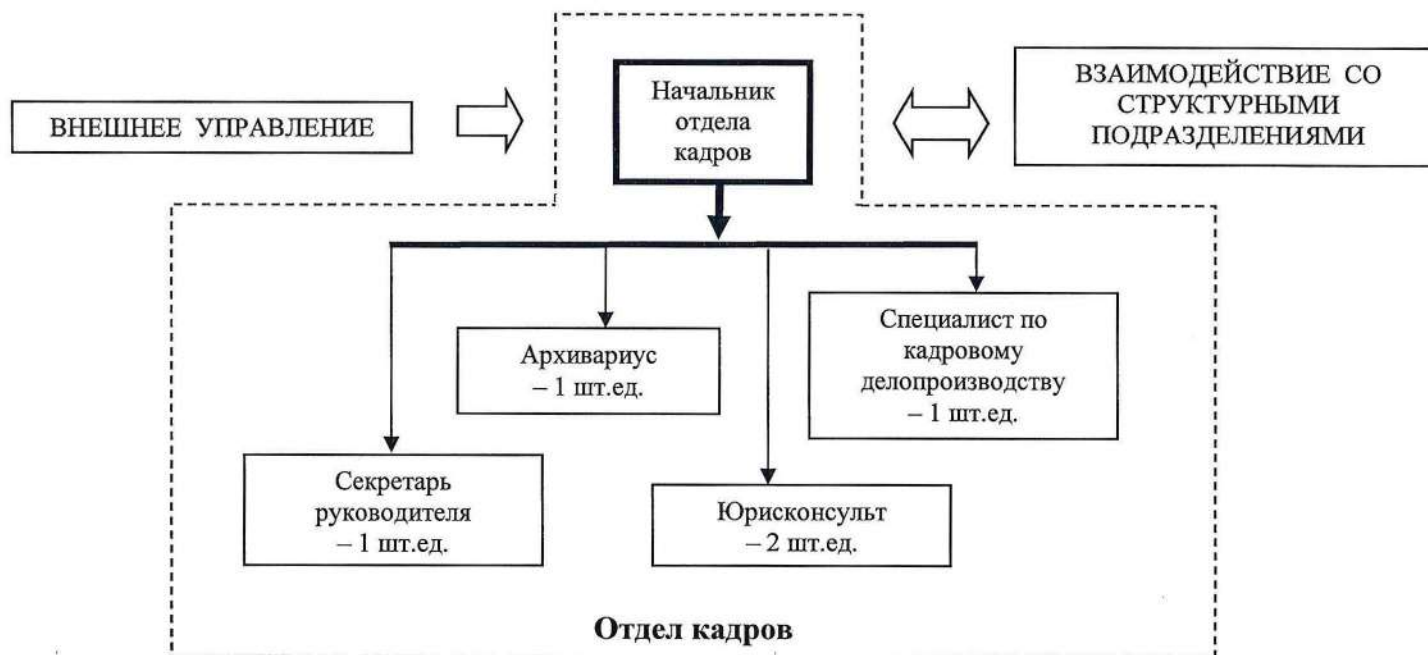 ВНЕШНЕЕ УПРАВЛЕНИЕ
Начальник
отдела
кадров
ВЗАИМОДЕЙСТВИЕ СО
СТРУКТУРНЫМИ
ПОДРАЗДЕЛЕНИЯМИ
Архивариус
– 1 шт.ед.
Специалист по
кадровому
делопроизводству
– 1 шт.ед.
Секретарь
руководителя
– 1 шт.ед.
Юрисконсульт
– 2 шт.ед.
Отдел кадров